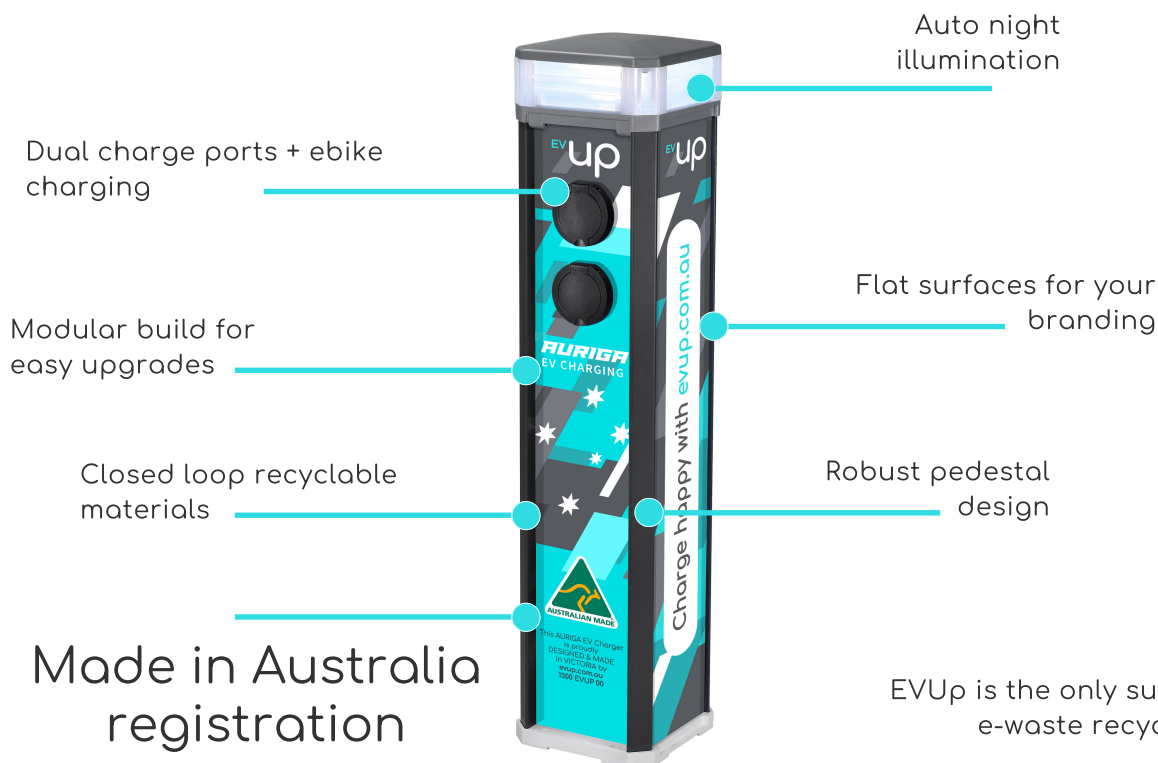 Auto night
illumination
Dual charge ports + ebike
charging
EV up
EV up
Flat surfaces for your
branding
Modular build for
easy upgrades
AURIGA
EV CHARGING
Charge happy with evup.com.au
Closed loop recyclable
materials
Robust pedestal
design
AUSTRALIAN MADE
This AURIGA EV Charger
is proudly
DESIGNED & MADE
in VICTORIA by
evup.com.au
1300 EVUP 00
Made in Australia
registration
EVUp is the only
e-waste